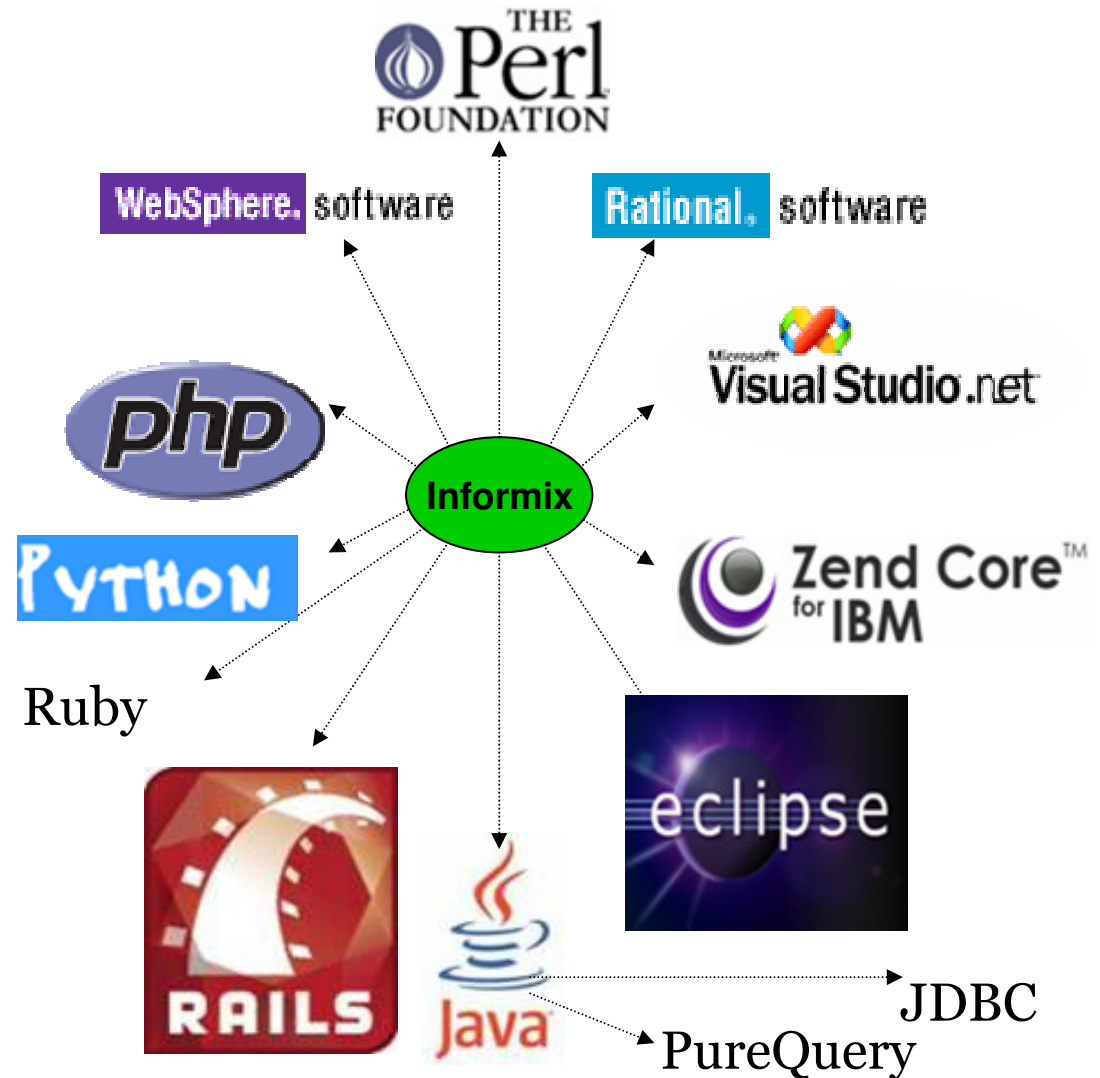 THE
Perl
FOUNDATION
WebSphere. software
Rational. software
Microsoft
Visual Studio .net
php
Informix
PYTHON
Zend Core™
for IBM
Ruby
eclipse
RAILS
Java
JDBC
PureQuery